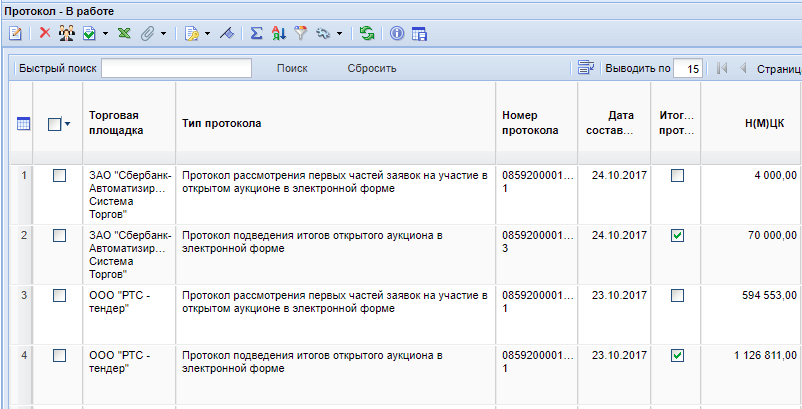 Протокол - В работе
Быстрый поиск Поиск Сбросить Выводить по 15 Страниц
Торговая площадка Тип протокола Номер протокола Дата состав... Итог... прот... Н(М)ЦК
1 ЗАО "Сбербанк- Протокол рассмотрения первых частей заявок на участие в 0859200001... 24.10.2017 4 000,00
Автоматизир... открытом аукционе в электронной форме 1
Система
Торгов"
2 ЗАО "Сбербанк- Протокол подведения итогов открытого аукциона в 0859200001... 24.10.2017 70 000,00
Автоматизир... электронной форме 3
Система
Торгов"
3 ООО "РТС - Протокол рассмотрения первых частей заявок на участие в 0859200001... 23.10.2017 594 553,00
тендер" открытом аукционе в электронной форме 1
4 ООО "РТС - Протокол подведения итогов открытого аукциона в 0859200001... 23.10.2017 1 126 811,00
тендер" электронной форме 1